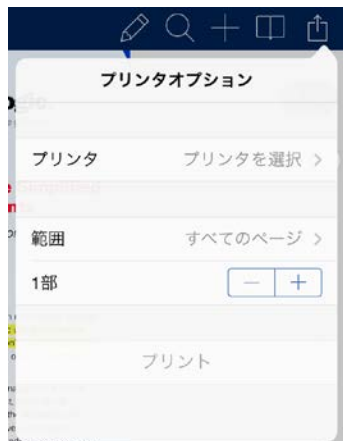 プリンタオプション
プリンタ
プリンタを選択 >
範囲
すべてのページ >
1部
− +
プリント